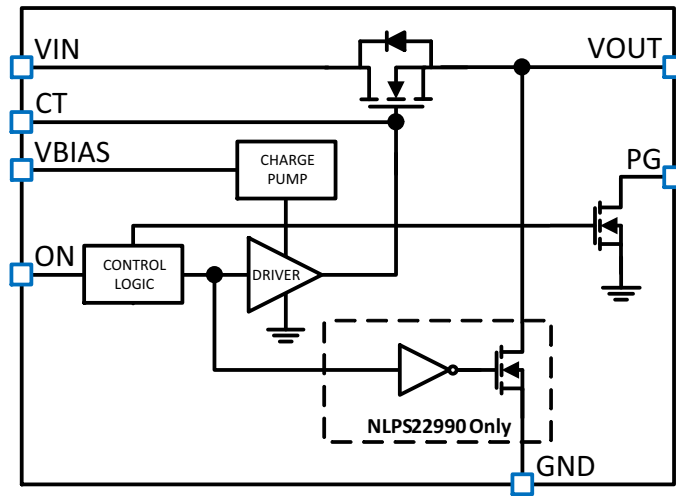 VIN
VOUT
CT
VBIAS
CHARGE
PUMP
PG
ON
CONTROL
LOGIC
DRIVER
NLPS22990 Only
GND